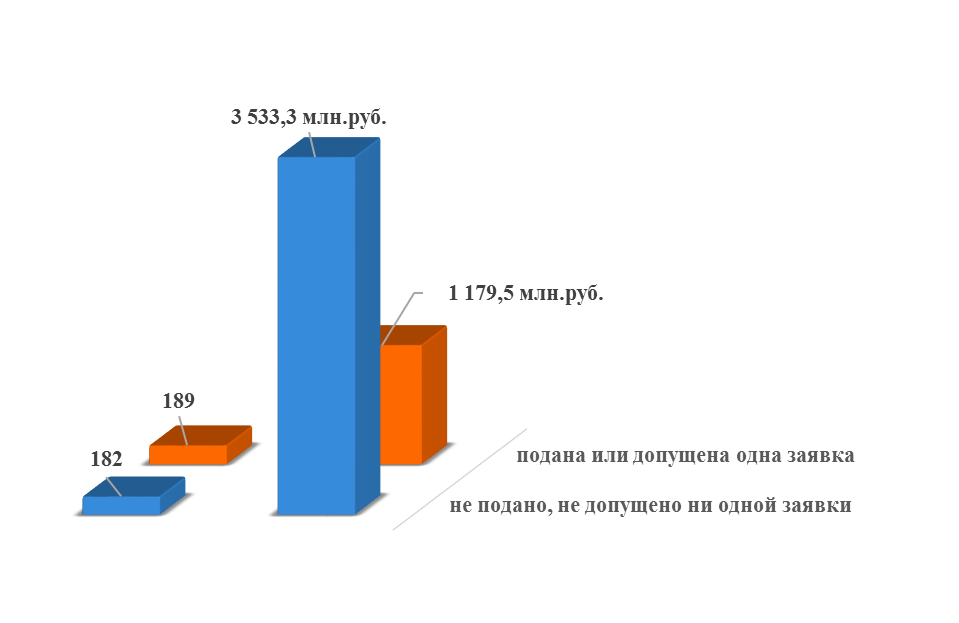 3 533,3 млн.руб.
1 179,5 млн.руб.
189
182
подана или допущена одна заявка
не подано, не допущено ни одной заявки